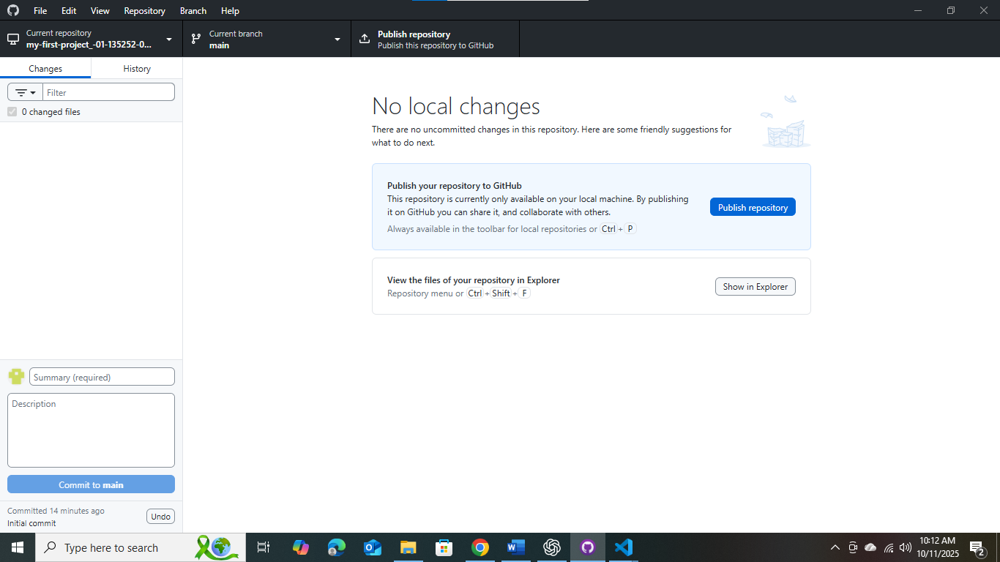 File Edit View Repository Branch Help
Current repository
my-first-project_-01-135252-0...
Current branch
main
Publish repository
Publish this repository to GitHub
Changes History
Filter
0 changed files
No local changes
There are no uncommitted changes in this repository. Here are some friendly suggestions for
what to do next.
Publish your repository to GitHub
This repository is currently only available on your local machine. By publishing
it on GitHub you can share it, and collaborate with others.
Always available in the toolbar for local repositories or Ctrl + P
Publish repository
View the files of your repository in Explorer
Repository menu or Ctrl + Shift + F
Show in Explorer
Summary (required)
Description
Commit to main
Committed 14 minutes ago
Initial commit
Undo
Type here to search
10:12 AM
10/11/2025
2